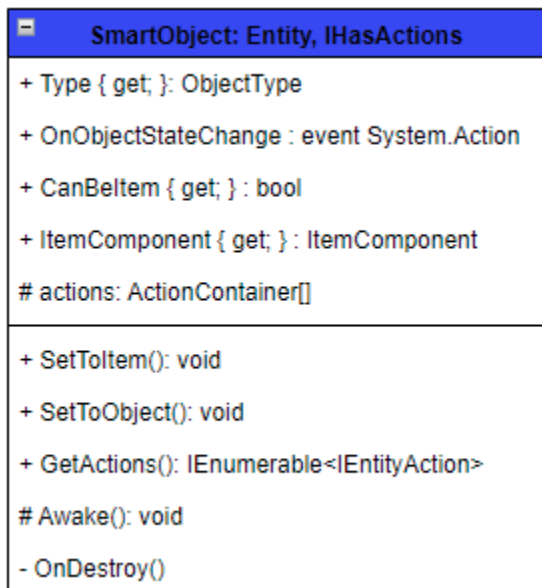 SmartObject: Entity, IHasActions
+ Type { get; }: ObjectType
+ OnObjectStateChange : event System.Action
+ CanBeItem { get; } : bool
+ ItemComponent { get; } : ItemComponent
# actions: ActionContainer[]
+ SetToItem(): void
+ SetToObject(): void
+ GetActions(): IEnumerable<IEntityAction>
# Awake(): void
- OnDestroy()